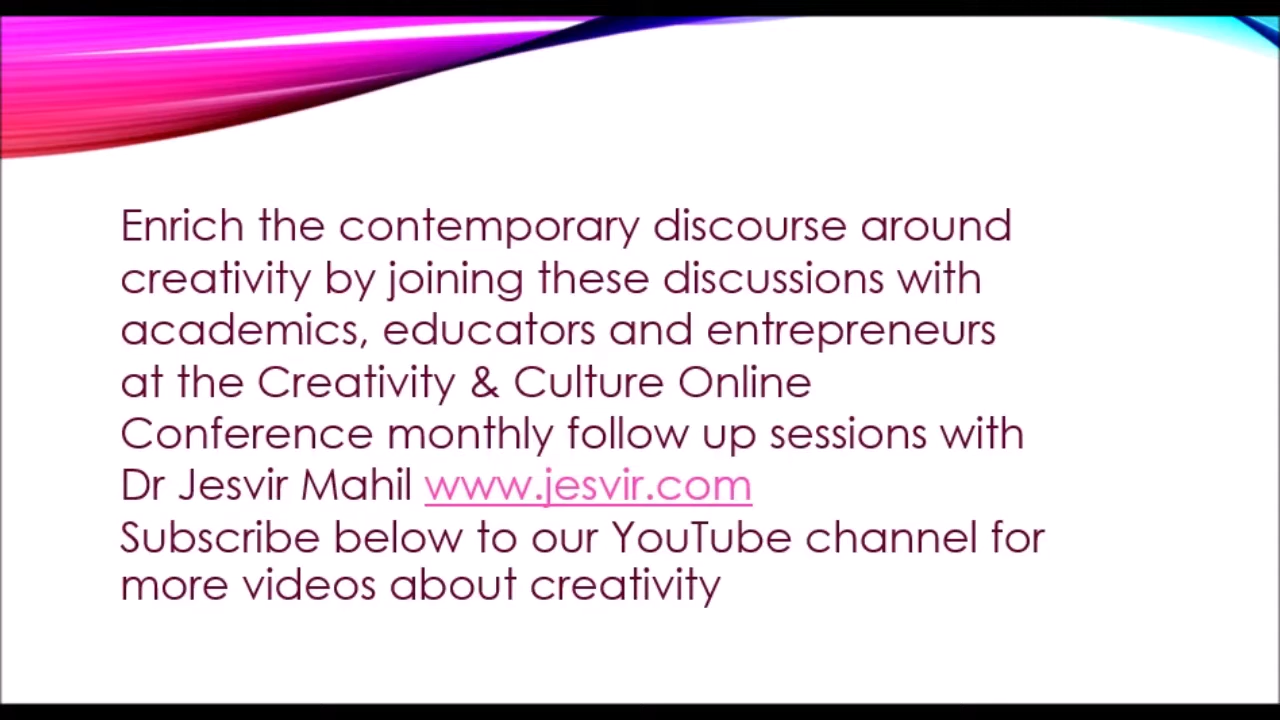 Enrich the contemporary discourse around
creativity by joining these discussions with
academics, educators and entrepreneurs
at the Creativity & Culture Online
Conference monthly follow up sessions with
Dr Jesvir Mahil www.jesvir.com
Subscribe below to our YouTube channel for
more videos about creativity